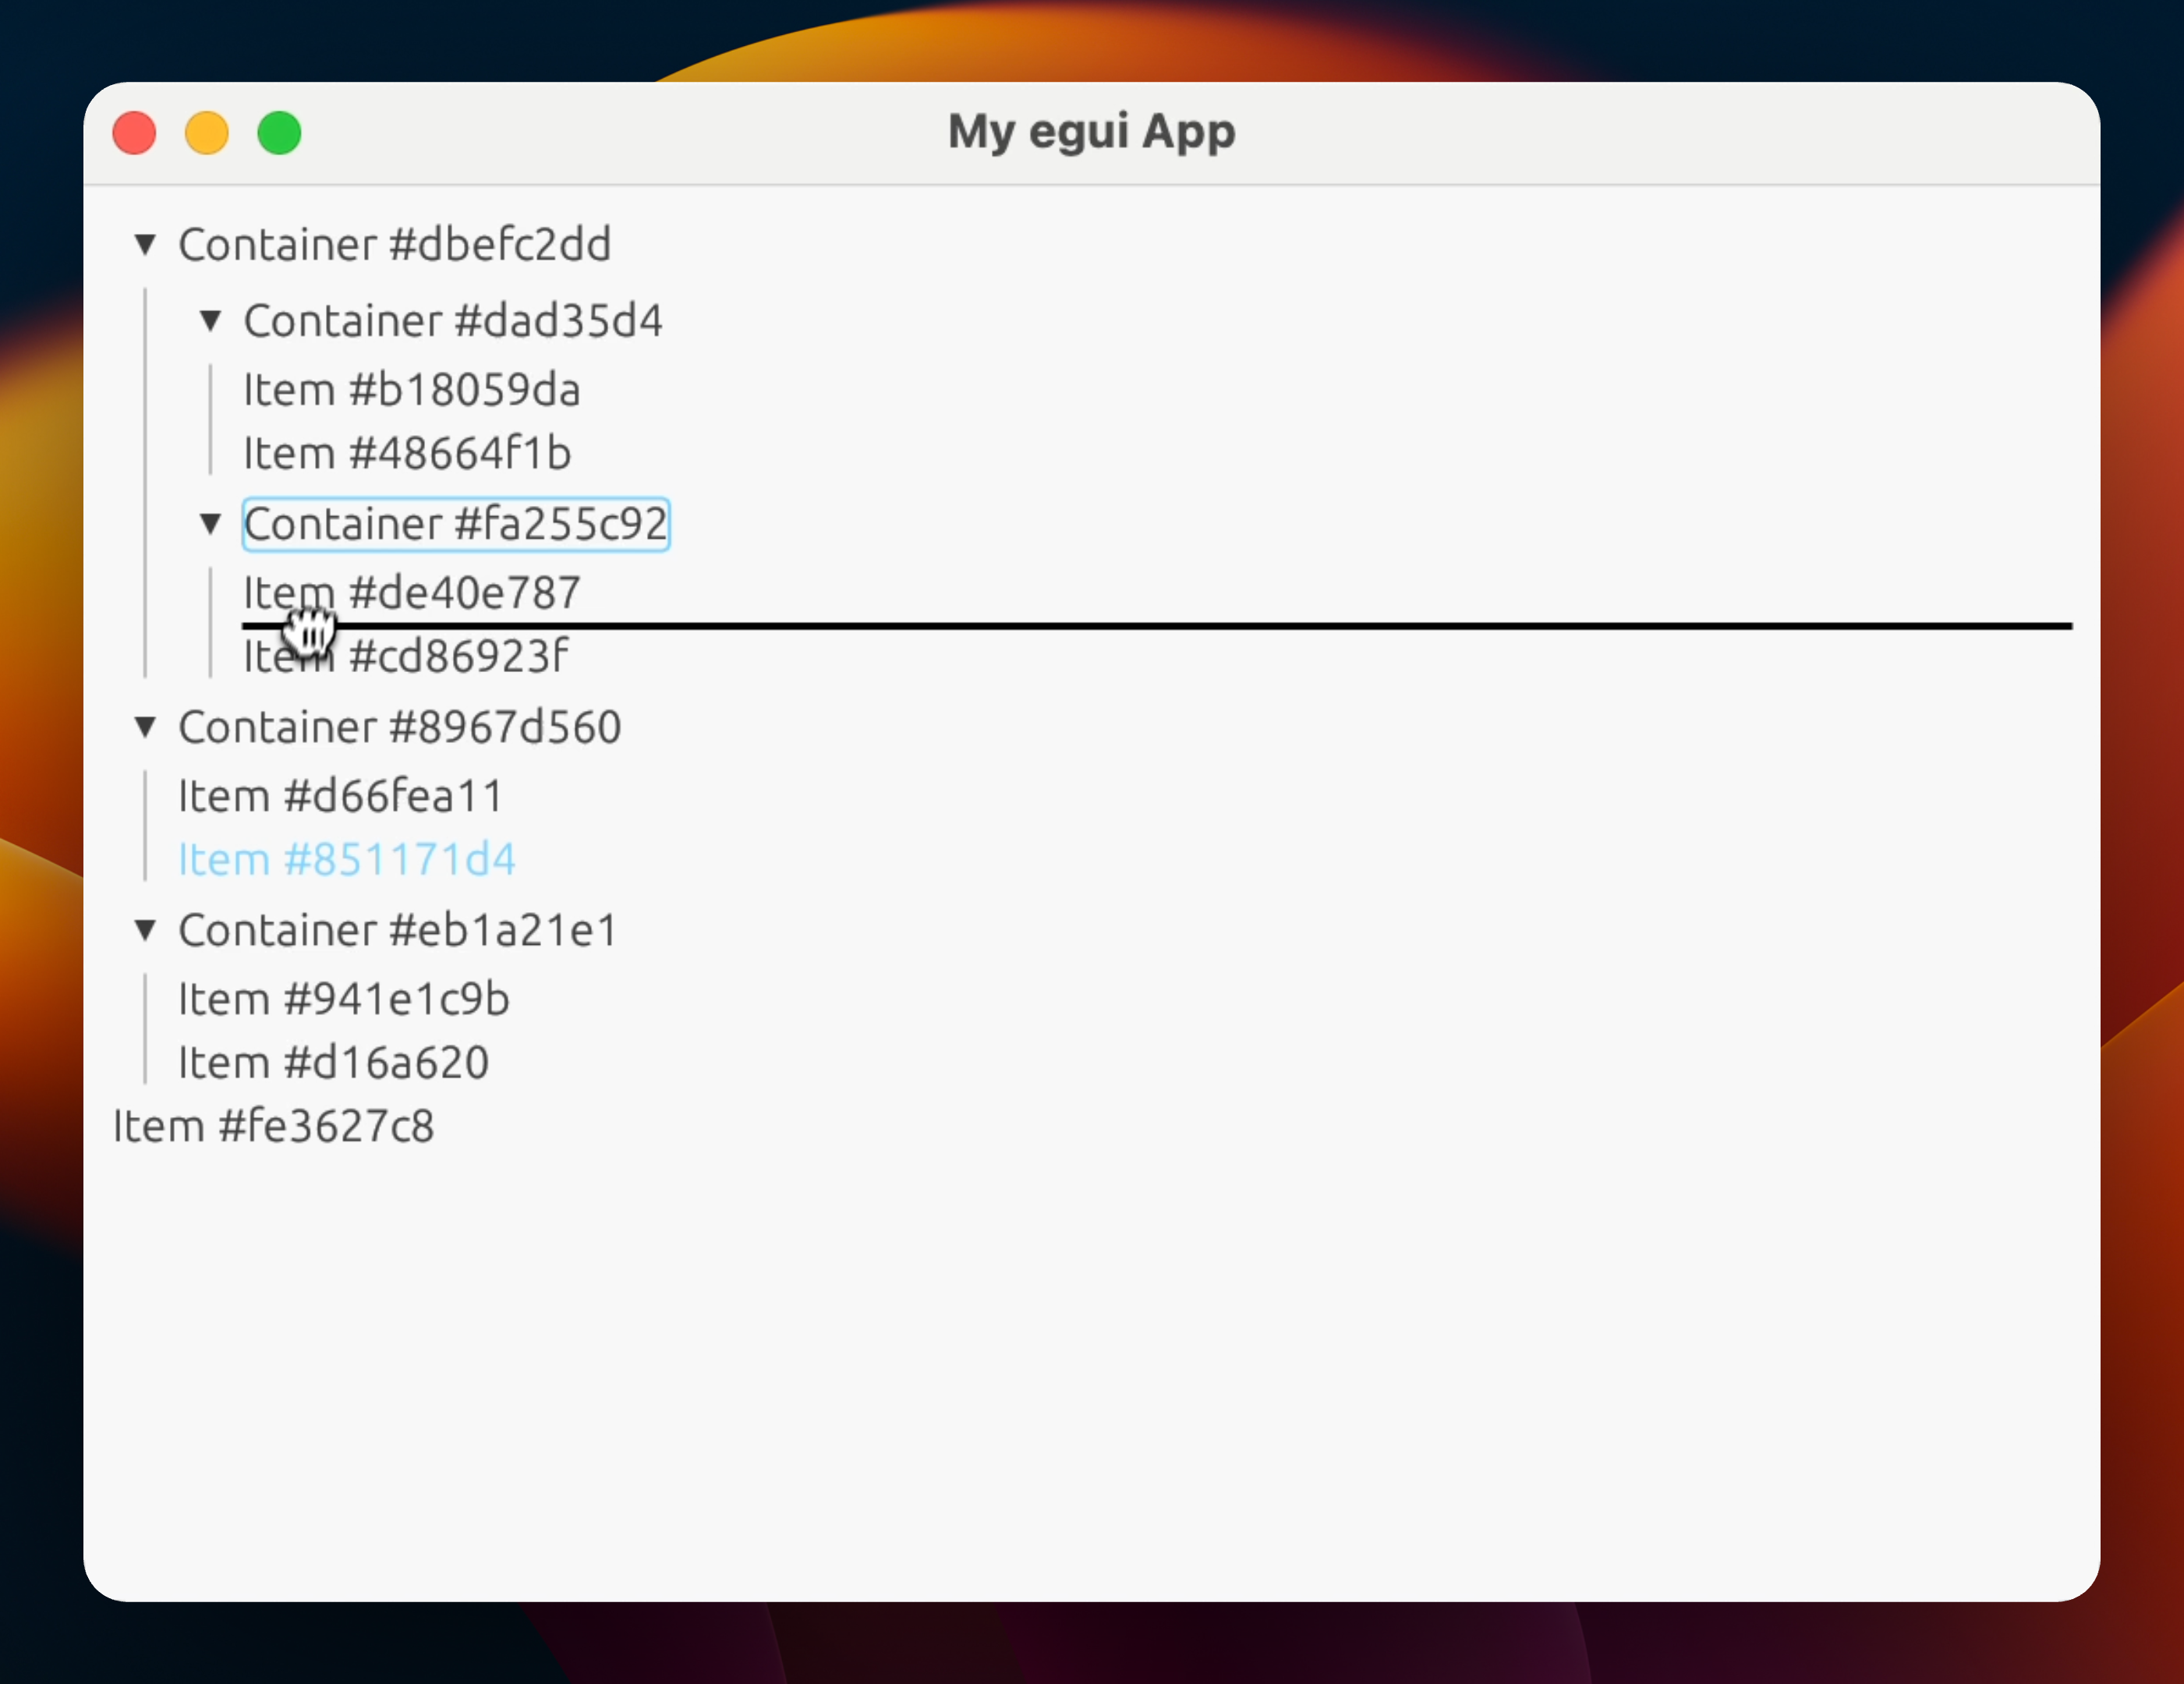 My egui App
Container #dbefc2dd
Container #dad35d4
Item #b18059da
Item #48664f1b
Container #fa255c92
Item #de40e787
Item #cd86923f
Container #8967d560
Item #d66fea11
Item #851171d4
Container #eb1a21e1
Item #941e1c9b
Item #d16a620
Item #fe3627c8